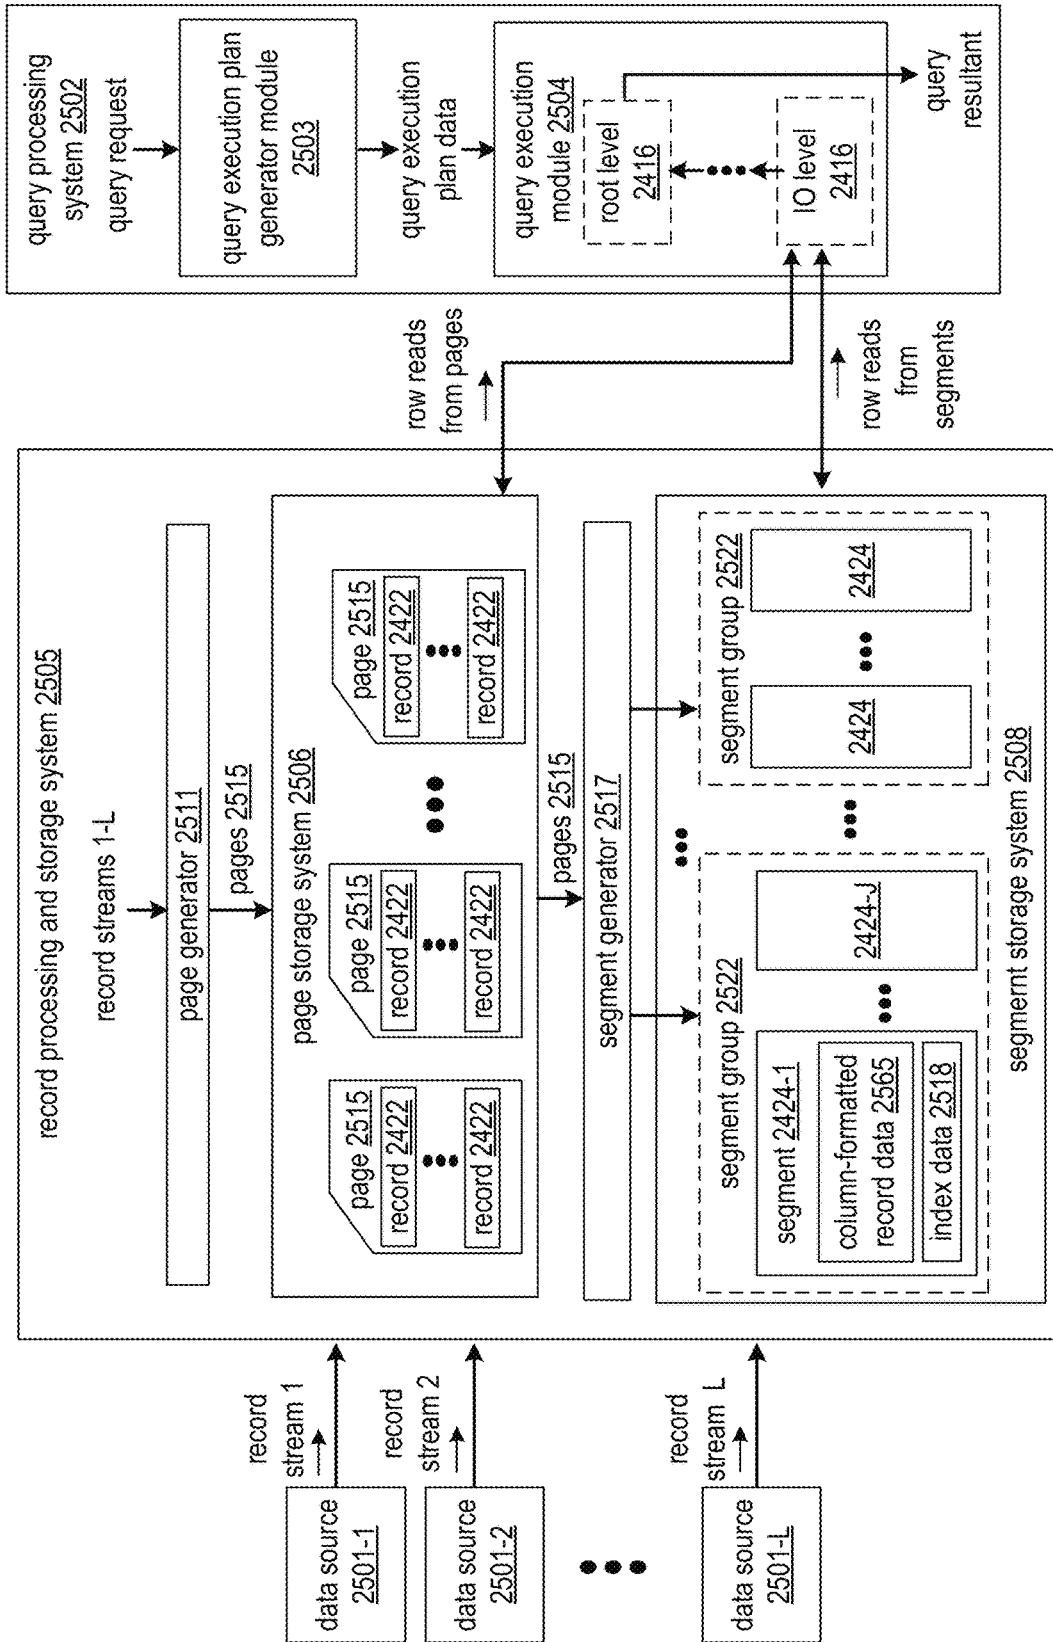 data source
2501-1
data source
2501-2
data source
2501-L
record
stream 1
record
stream 2
record
stream L
record processing and storage system 2505
record streams 1-L
page generator 2511
pages 2515
page storage system 2506
page 2515
record 2422
record 2422
page 2515
record 2422
record 2422
page 2515
record 2422
record 2422
pages 2515
segment generator 2517
segment group 2522
segment 2424-1
column-formatted
record data 2565
index data 2518
2424-J
segment group 2522
2424
2424
segmernt storage system 2508
row reads
from pages
row reads
from
segments
query processing
system 2502
query request
query execution plan
generator module
2503
query execution
plan data
query execution
module 2504
root level
2416
IO level
2416
query
resultant